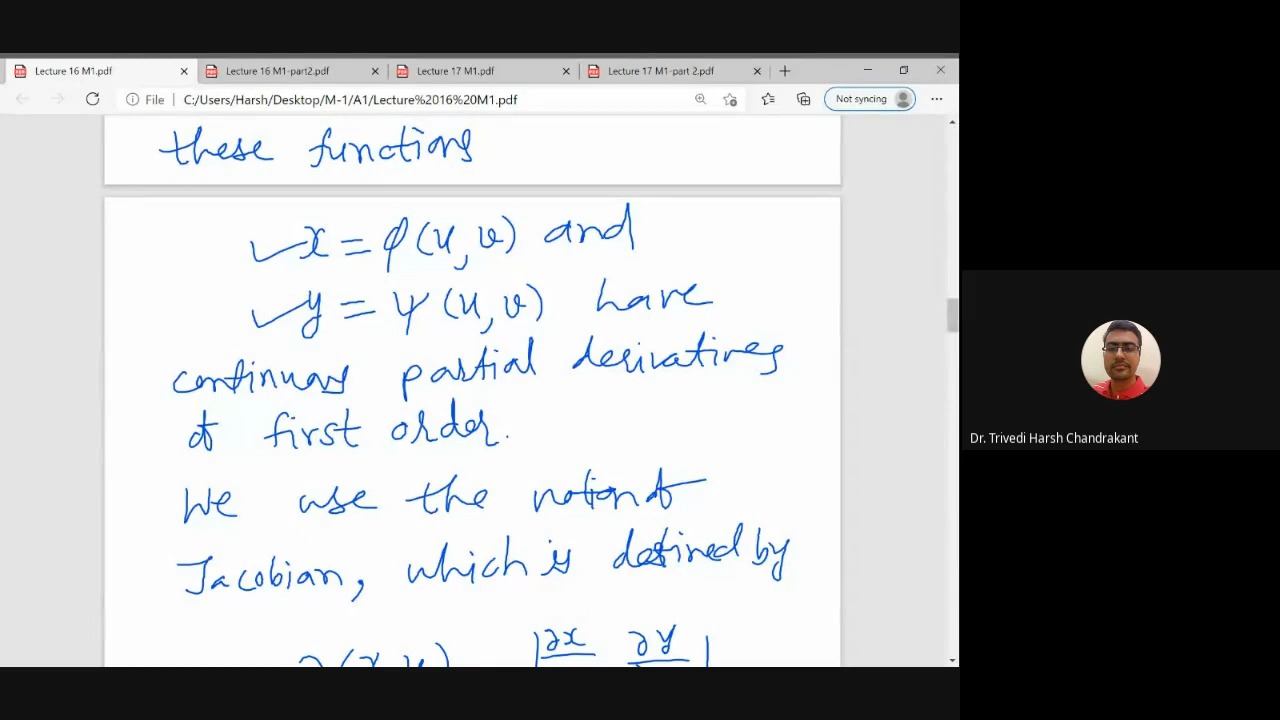 Lecture 16 M1.pdf
Lecture 16 M1-part2.pdf
Lecture 17 M1.pdf
Lecture 17 M1-part 2.pdf
File
C:/Users/Harsh/Desktop/M-1/A1/Lecture%2016%20M1.pdf
Not syncing
these functions
✓ x = φ(u, v) and
✓ y = ψ(u, v) have
continuous partial derivatives
of first order.
We use the notion of
Jacobian, which is defined by
∂x ∂y
Dr. Trivedi Harsh Chandrakant